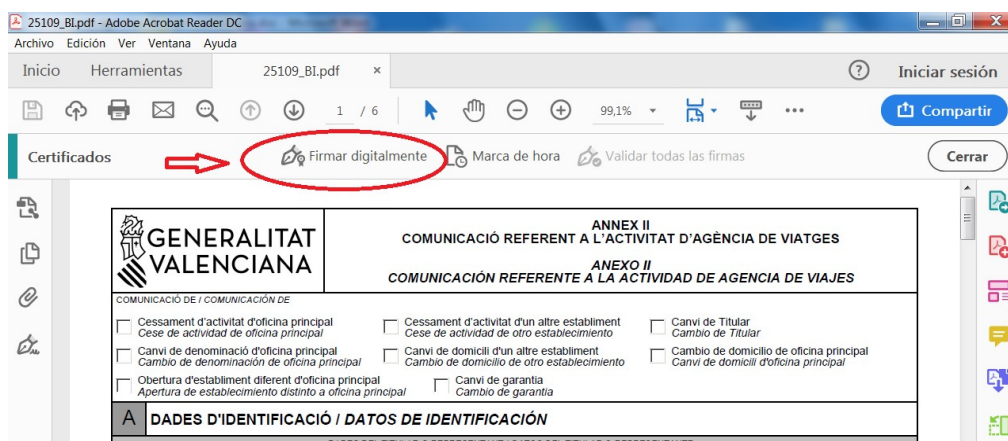 25109_BI.pdf - Adobe Acrobat Reader DC
Archivo Edición Ver Ventana Ayuda
Inicio Herramientas 25109_BI.pdf × ? Iniciar sesión
1 / 6 99,1% Compartir
Certificados Firmar digitalmente Marca de hora Validar todas las firmas Cerrar
GENERALITAT
VALENCIANA
ANNEX II
COMUNICACIÓ REFERENT A L'ACTIVITAT D'AGÈNCIA DE VIATGES
ANEXO II
COMUNICACIÓN REFERENTE A LA ACTIVIDAD DE AGENCIA DE VIAJES
COMUNICACIÓ DE / COMUNICACIÓN DE
Cessament d'activitat d'oficina principal
Cese de actividad de oficina principal
Cessament d'activitat d'un altre establiment
Cese de actividad de otro establecimiento
Canvi de Titular
Cambio de Titular
Canvi de denominació d'oficina principal
Cambio de denominación de oficina principal
Canvi de domicili d'un altre establiment
Cambio de domicilio de otro establecimiento
Cambio de domicilio de oficina principal
Canvi de domicili d'oficina principal
Obertura d'establiment diferent d'oficina principal
Apertura de establecimiento distinto a oficina principal
Canvi de garantia
Cambio de garantía
A DADES D'IDENTIFICACIÓ / DATOS DE IDENTIFICACIÓN